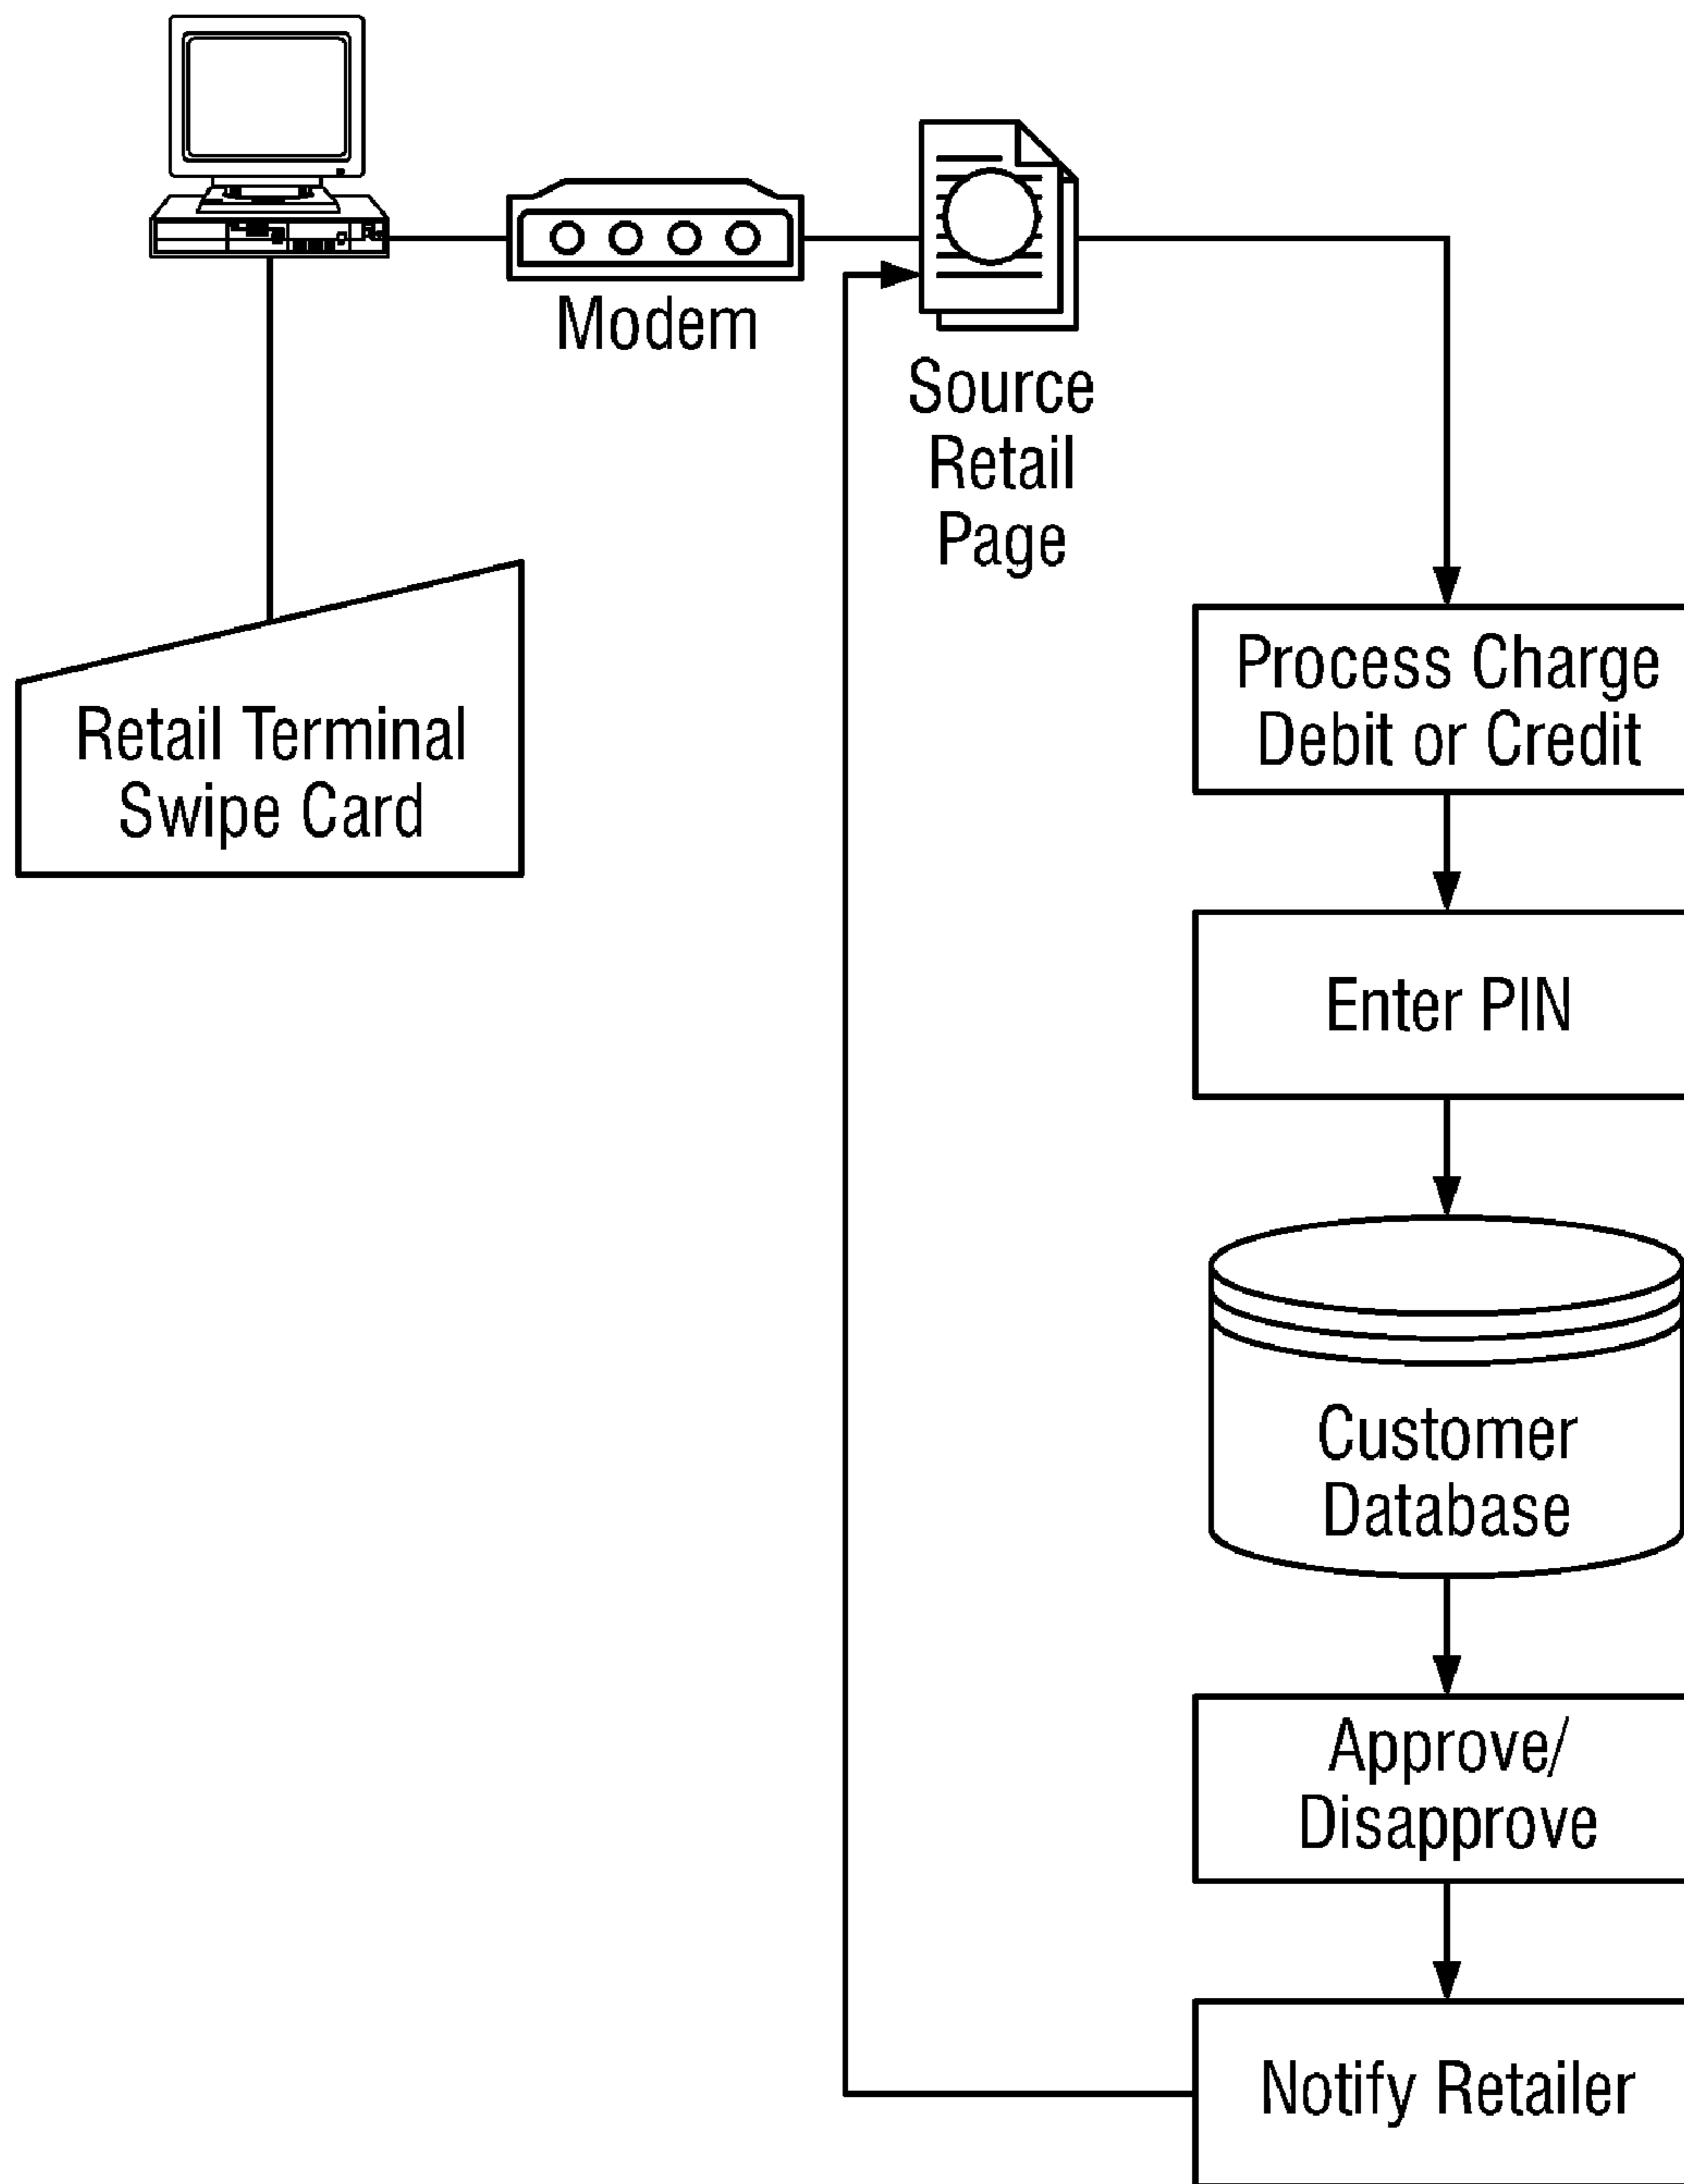 Modem
Source
Retail
Page
Retail Terminal
Swipe Card
Process Charge
Debit or Credit
Enter PIN
Customer
Database
Approve/
Disapprove
Notify Retailer